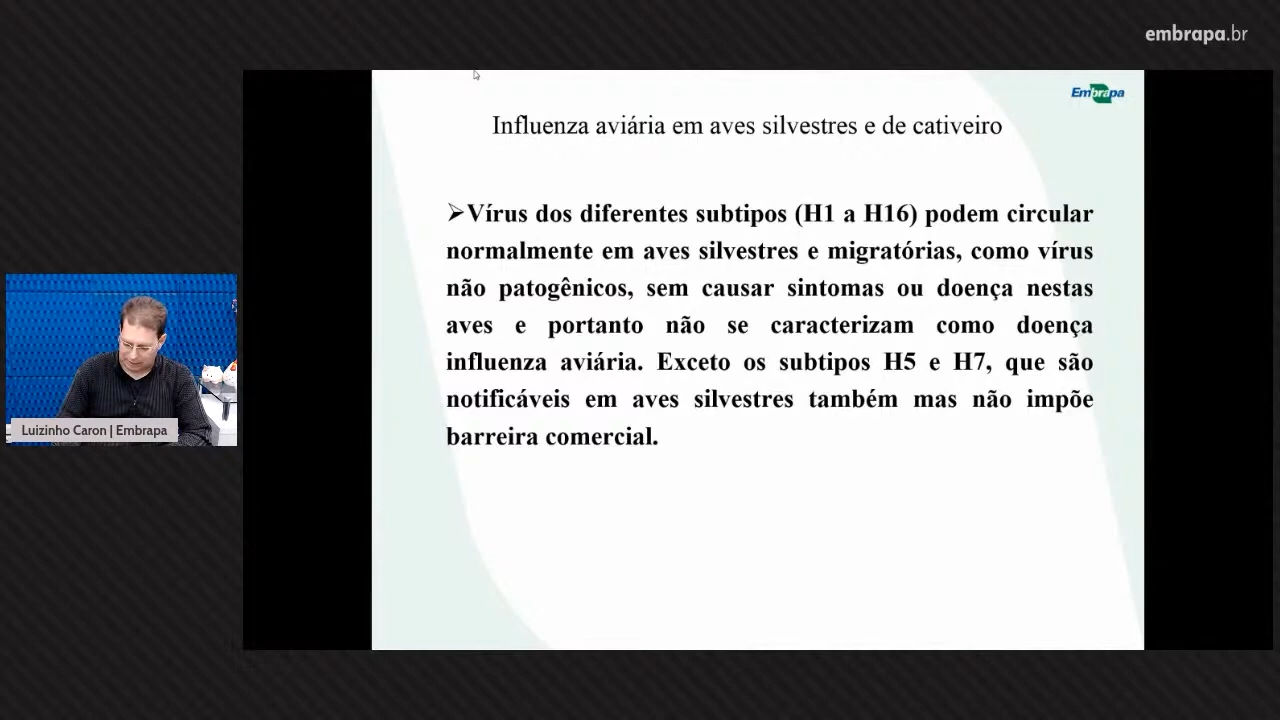 embrapa.br
Embrapa
Influenza aviária em aves silvestres e de cativeiro
➢Vírus dos diferentes subtipos (H1 a H16) podem circular
normalmente em aves silvestres e migratórias, como vírus
não patogênicos, sem causar sintomas ou doença nestas
aves e portanto não se caracterizam como doença
influenza aviária. Exceto os subtipos H5 e H7, que são
notificáveis em aves silvestres também mas não impõe
barreira comercial.
Luizinho Caron | Embrapa